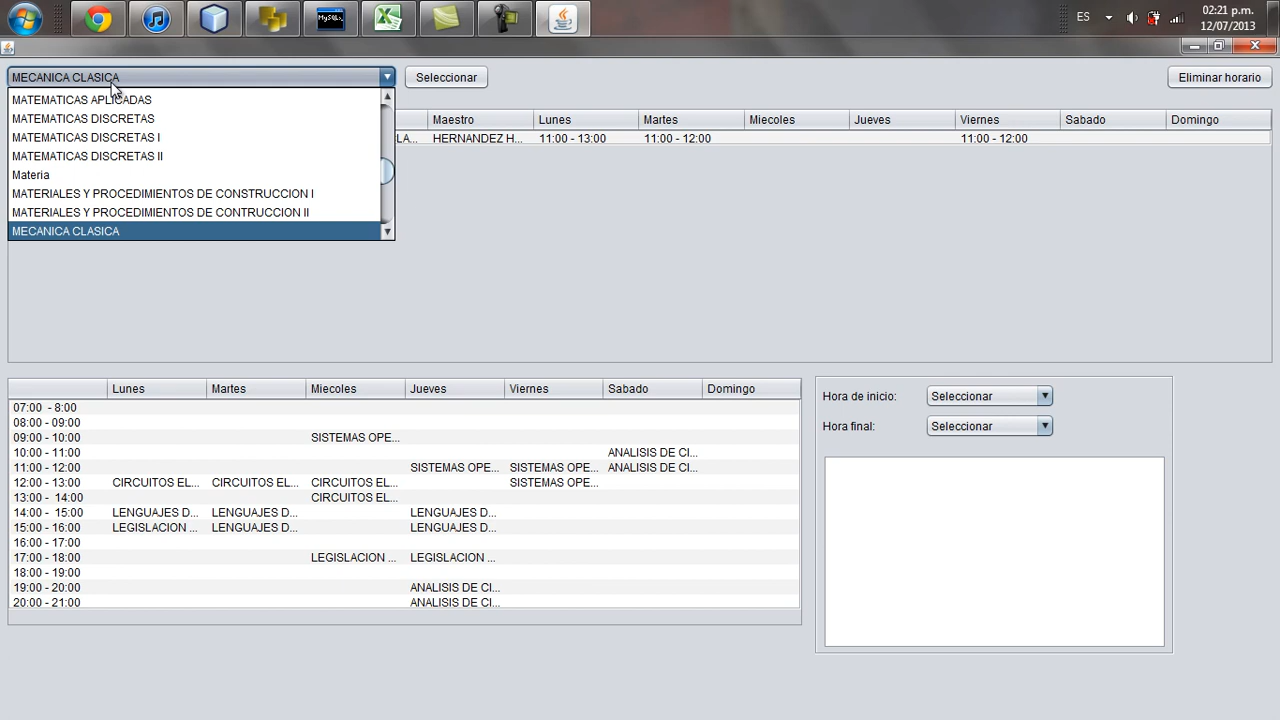 MySQL
ES
02:21 p.m.
12/07/2013
MECANICA CLASICA
Seleccionar
Eliminar horario
MATEMATICAS APLICADAS
MATEMATICAS DISCRETAS
MATEMATICAS DISCRETAS I
MATEMATICAS DISCRETAS II
Materia
MATERIALES Y PROCEDIMIENTOS DE CONSTRUCCION I
MATERIALES Y PROCEDIMIENTOS DE CONTRUCCION II
MECANICA CLASICA
Maestro Lunes Martes Miecoles Jueves Viernes Sabado Domingo
LA... HERNANDEZ H... 11:00 - 13:00 11:00 - 12:00 11:00 - 12:00
Lunes Martes Miecoles Jueves Viernes Sabado Domingo
07:00 - 8:00
08:00 - 09:00
09:00 - 10:00 SISTEMAS OPE...
10:00 - 11:00 ANALISIS DE CI...
11:00 - 12:00 SISTEMAS OPE... SISTEMAS OPE... ANALISIS DE CI...
12:00 - 13:00 CIRCUITOS EL... CIRCUITOS EL... CIRCUITOS EL... SISTEMAS OPE...
13:00 - 14:00 CIRCUITOS EL...
14:00 - 15:00 LENGUAJES D... LENGUAJES D... LENGUAJES D...
15:00 - 16:00 LEGISLACION ... LENGUAJES D... LENGUAJES D...
16:00 - 17:00
17:00 - 18:00 LEGISLACION ... LEGISLACION ...
18:00 - 19:00
19:00 - 20:00 ANALISIS DE CI...
20:00 - 21:00 ANALISIS DE CI...
Hora de inicio: Seleccionar
Hora final: Seleccionar